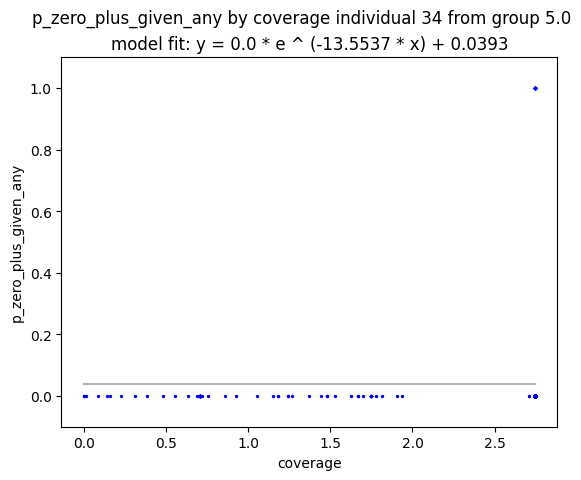 p_zero_plus_given_any by coverage individual 34 from group 5.0
model fit: y = 0.0 * e ^ (-13.5537 * x) + 0.0393
1.0
0.8
0.6
0.4
0.2
0.0
p_zero_plus_given_any
0.0 0.5 1.0 1.5 2.0 2.5
coverage